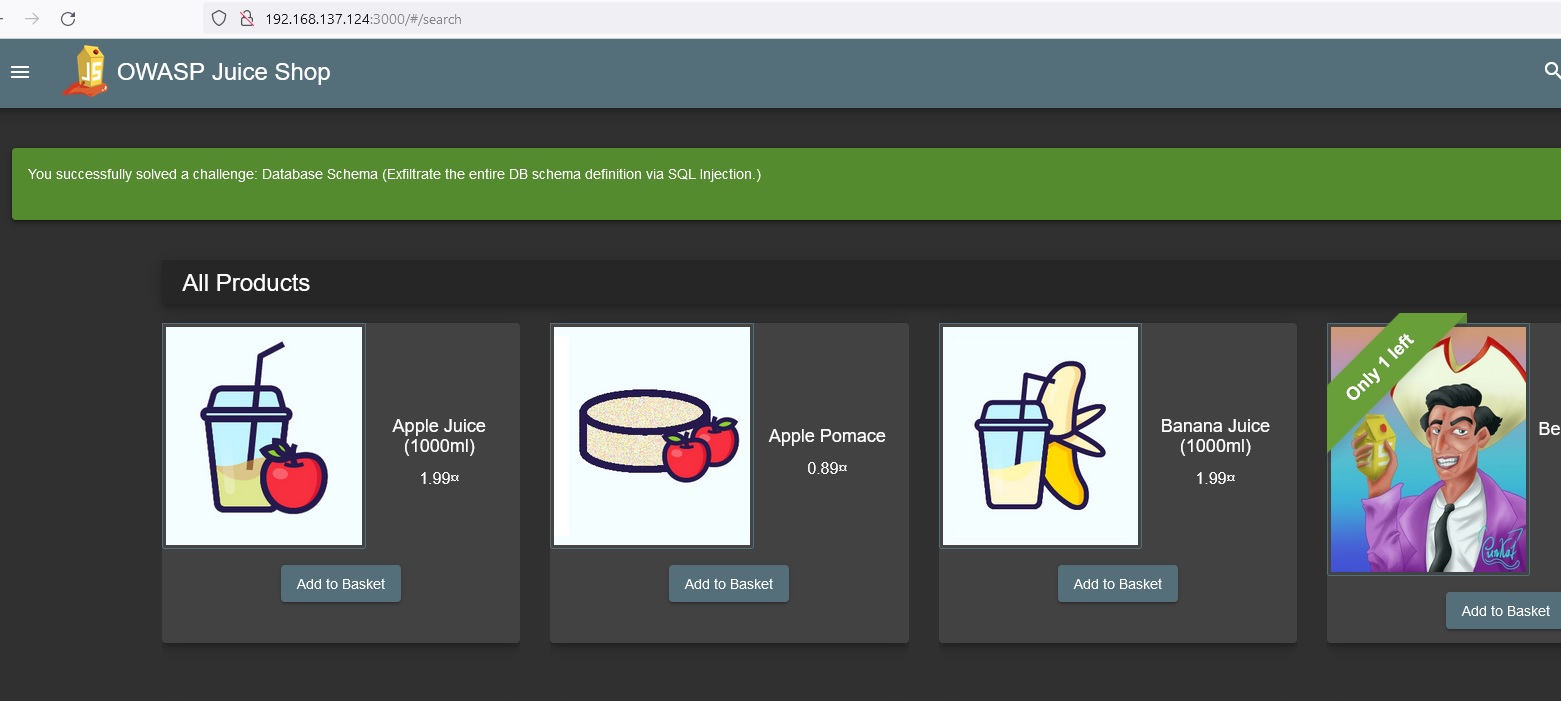 192.168.137.124:3000/#/search
JS
OWASP Juice Shop
You successfully solved a challenge: Database Schema (Exfiltrate the entire DB schema definition via SQL Injection.)
All Products
Apple Juice
(1000ml)
1.99¤
Add to Basket
Apple Pomace
0.89¤
Add to Basket
Banana Juice
(1000ml)
1.99¤
Add to Basket
Only 1 left
Be
Add to Basket